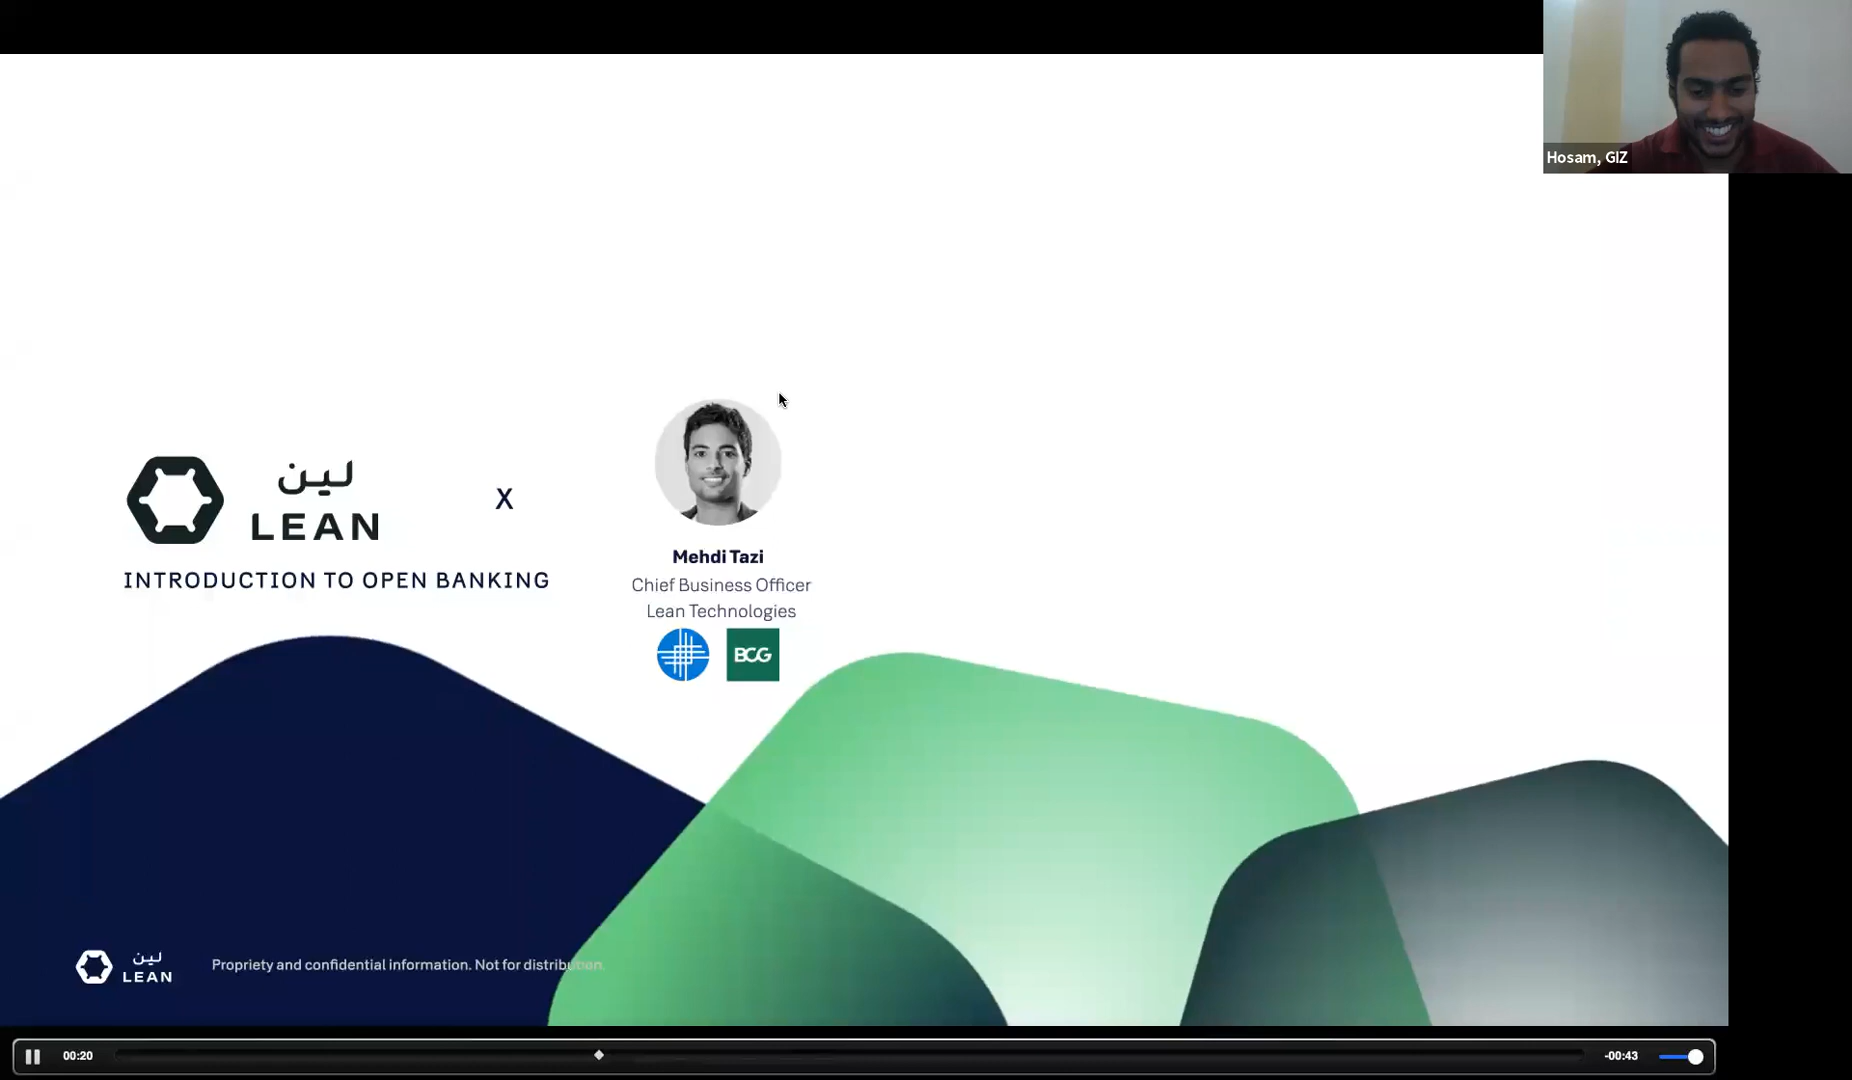 Hosam, GIZ
لين
LEAN
X
INTRODUCTION TO OPEN BANKING
Mehdi Tazi
Chief Business Officer
Lean Technologies
BCG
لين
LEAN
Propriety and confidential information. Not for distribution.
00:20
-00:43